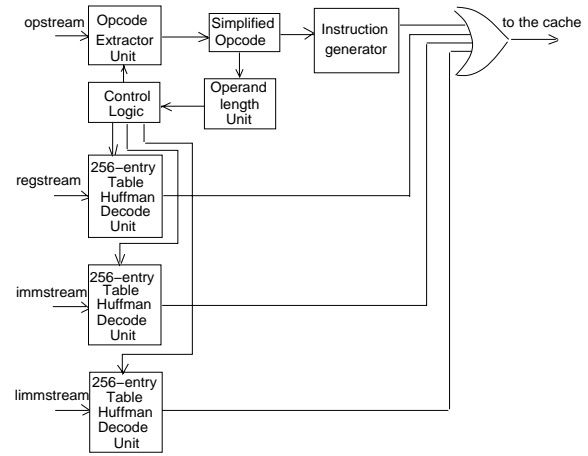 opstream
Opcode
Extractor
Unit
Simplified
Opcode
Instruction
generator
to the cache
Control
Logic
Operand
length
Unit
regstream
256−entry
Table
Huffman
Decode
Unit
immstream
256−entry
Table
Huffman
Decode
Unit
limmstream
256−entry
Table
Huffman
Decode
Unit